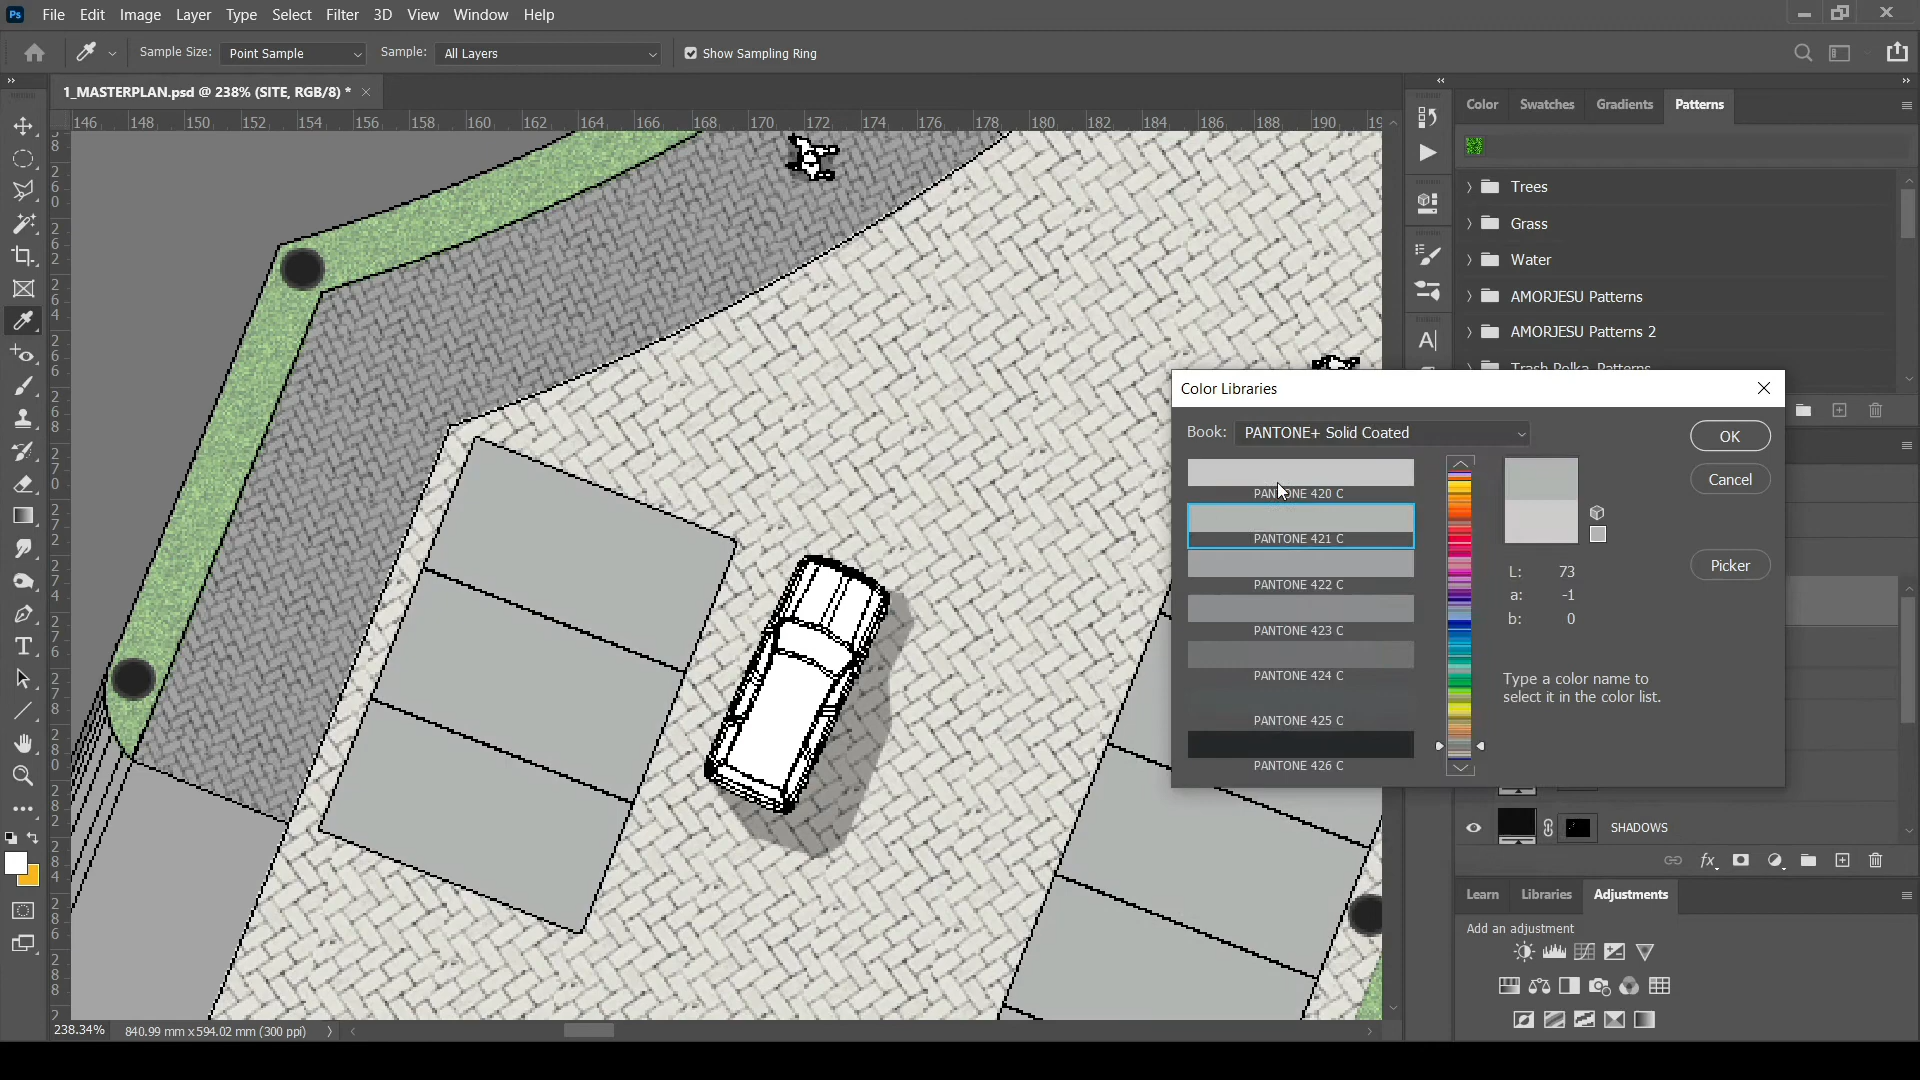 Ps File Edit Image Layer Type Select Filter 3D View Window Help
Sample Size: Point Sample Sample: All Layers Show Sampling Ring
1_MASTERPLAN.psd @ 238% (SITE, RGB/8) * ×
Color Swatches Gradients Patterns
146 148 150 152 154 156 158 160 162 164 166 168 170 172 174 176 178 180 182 184 186 188 190 19
Trees
Grass
Water
AMORJESU Patterns
AMORJESU Patterns 2
Trash Polka Patterns
Color Libraries
Book: PANTONE+ Solid Coated
OK
Cancel
Picker
PANTONE 420 C
PANTONE 421 C
PANTONE 422 C
PANTONE 423 C
PANTONE 424 C
PANTONE 425 C
PANTONE 426 C
L: 73
a: -1
b: 0
Type a color name to
select it in the color list.
SHADOWS
fx
Learn Libraries Adjustments
Add an adjustment
238.34% 840.99 mm x 594.02 mm (300 ppi)